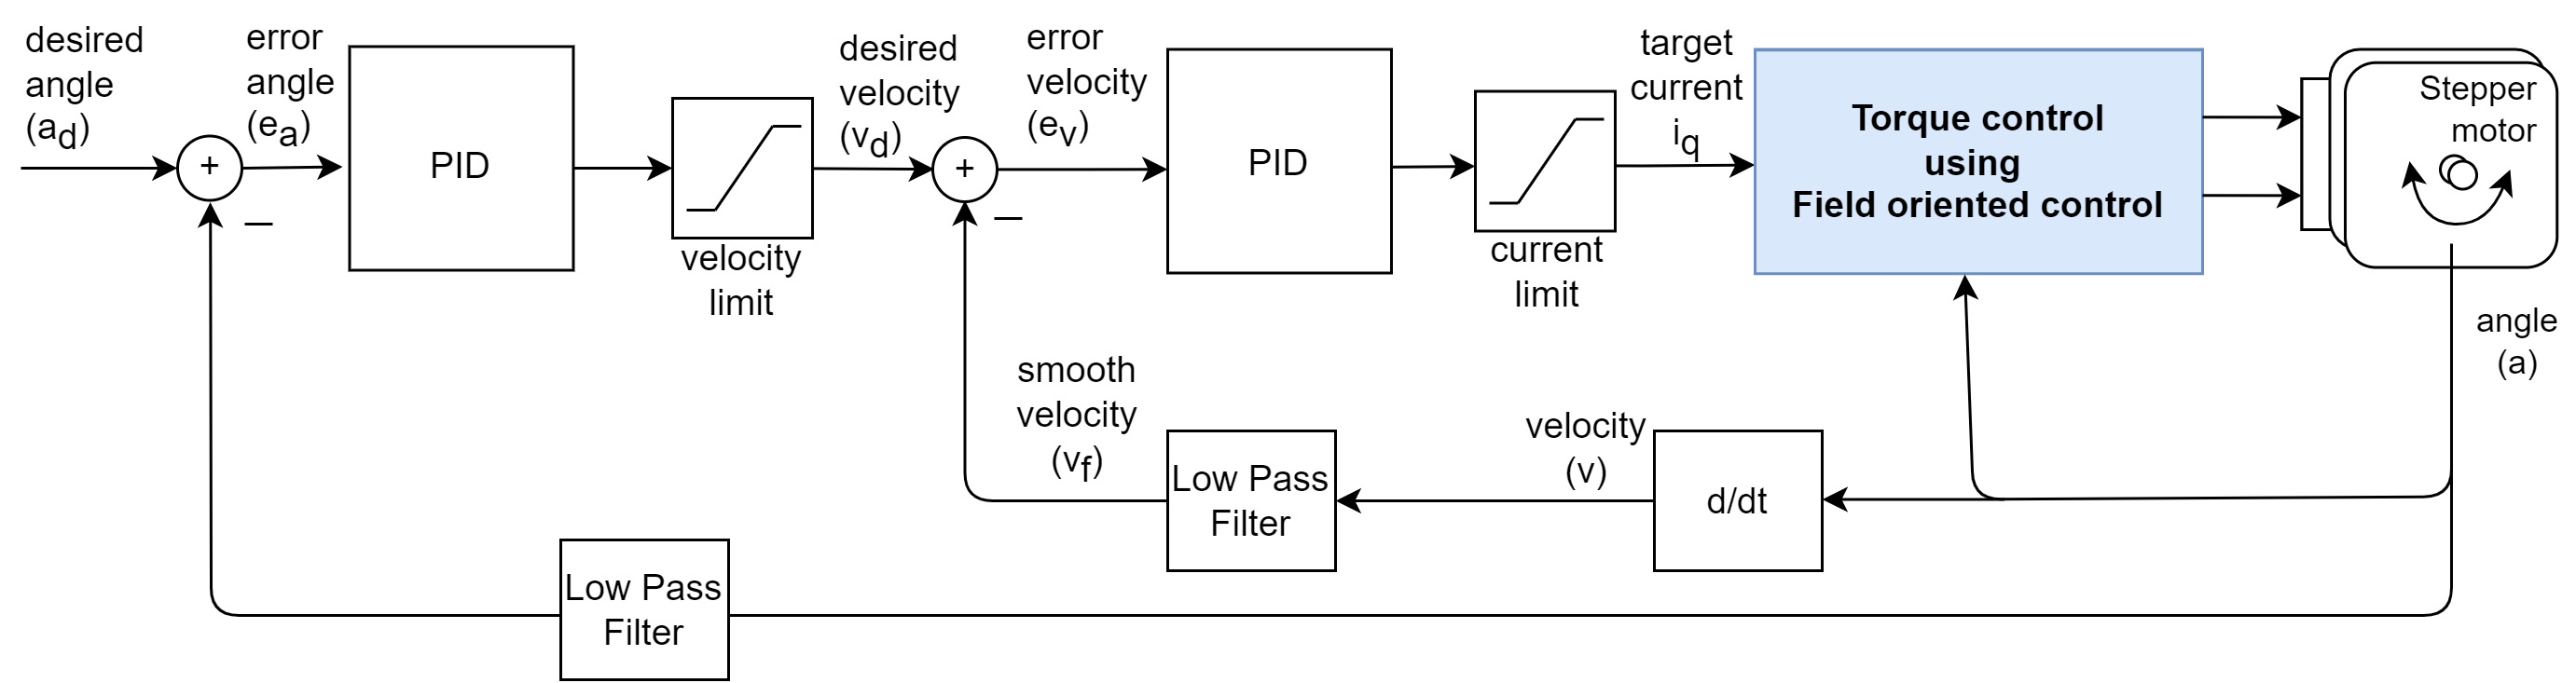 desired
angle
(a_d)
+
–
error
angle
(e_a)
PID
velocity
limit
desired
velocity
(v_d)
+
–
error
velocity
(e_v)
PID
current
limit
target
current
i_q
Torque control
using
Field oriented control
Stepper
motor
angle
(a)
smooth
velocity
(v_f)
Low Pass
Filter
velocity
(v)
d/dt
Low Pass
Filter